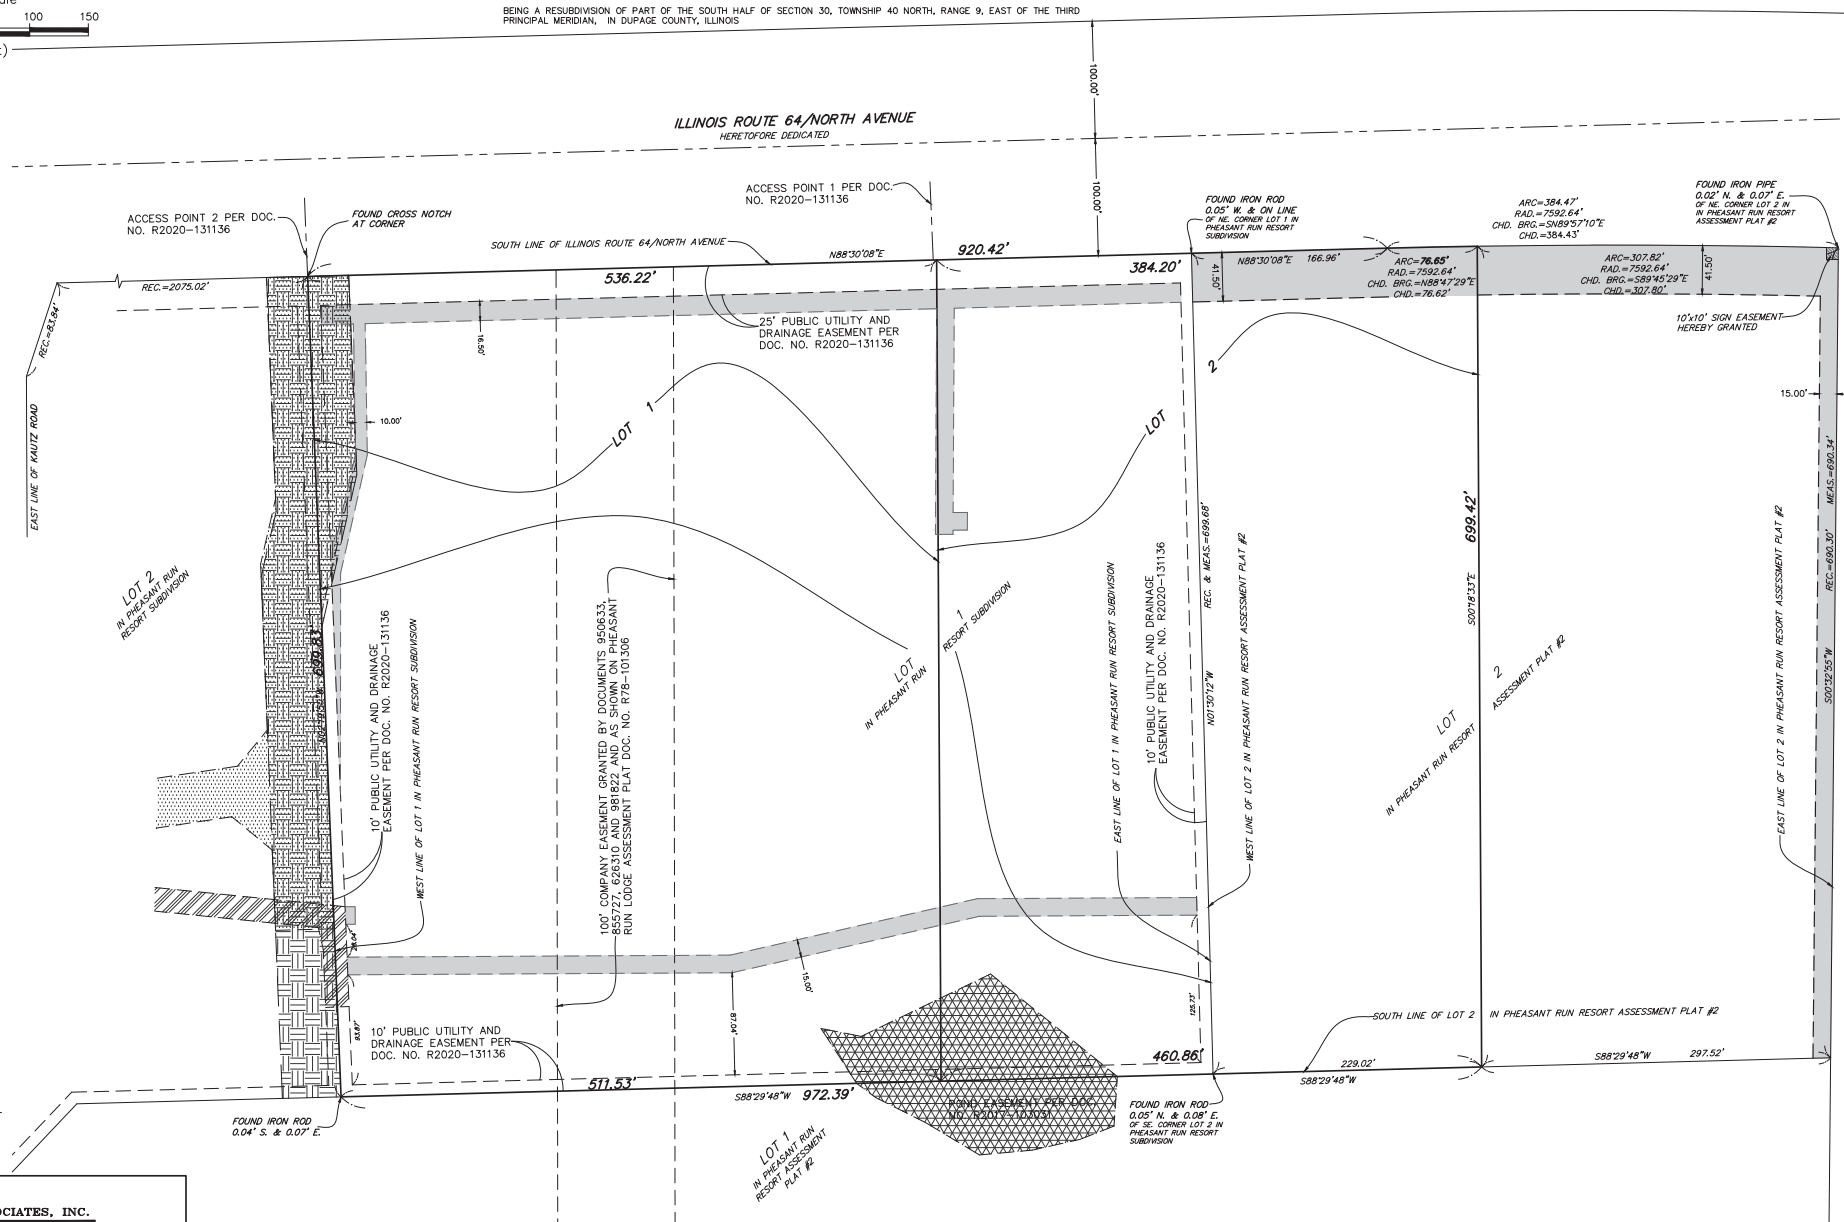 100 150
BEING A RESUBDIVISION OF PART OF THE SOUTH HALF OF SECTION 30, TOWNSHIP 40 NORTH, RANGE 9, EAST OF THE THIRD
PRINCIPAL MERIDIAN, IN DUPAGE COUNTY, ILLINOIS
100.00'
ILLINOIS ROUTE 64/NORTH AVENUE
HERETOFORE DEDICATED
100.00'
ACCESS POINT 2 PER DOC.
NO. R2020-131136
FOUND CROSS NOTCH
AT CORNER
ACCESS POINT 1 PER DOC.
NO. R2020-131136
FOUND IRON ROD
0.05' W. & ON LINE
OF NE. CORNER LOT 1 IN
PHEASANT RUN RESORT
SUBDIVISION
ARC=384.47'
RAD.=7592.64'
CHD. BRG.=SN89°57'10"E
CHD.=384.43'
FOUND IRON PIPE
0.02' N. & 0.07' E.
OF NE. CORNER LOT 2 IN
IN PHEASANT RUN RESORT
ASSESSMENT PLAT #2
SOUTH LINE OF ILLINOIS ROUTE 64/NORTH AVENUE
N88°30'08"E 920.42'
REC.=2075.02'
536.22'
384.20'
41.50'
N88°30'08"E 166.96'
ARC=76.65'
RAD.=7592.64'
CHD. BRG.=N88°47'29"E
CHD.=76.62'
ARC=307.82'
RAD.=7592.64'
CHD. BRG.=S89°45'29"E
CHD.=307.80'
41.50'
10'x10' SIGN EASEMENT
HEREBY GRANTED
REC.=83.84'
16.50'
25' PUBLIC UTILITY AND
DRAINAGE EASEMENT PER
DOC. NO. R2020-131136
EAST LINE OF KAUTZ ROAD
10.00'
LOT 1
LOT 2
15.00'
LOT 2
IN PHEASANT RUN
RESORT SUBDIVISION
699.83'
10' PUBLIC UTILITY AND DRAINAGE
EASEMENT PER DOC. NO. R2020-131136
WEST LINE OF LOT 1 IN PHEASANT RUN RESORT SUBDIVISION
100' COMPANY EASEMENT GRANTED BY DOCUMENTS 950633,
855727, 626310 AND 981822 AND AS SHOWN ON PHEASANT
RUN LODGE ASSESSMENT PLAT DOC. NO. R78-101306
LOT 1
IN PHEASANT RUN RESORT SUBDIVISION
EAST LINE OF LOT 1 IN PHEASANT RUN RESORT SUBDIVISION
10' PUBLIC UTILITY AND DRAINAGE
EASEMENT PER DOC. NO. R2020-131136
N01°30'12"W REC. & MEAS.=699.68'
WEST LINE OF LOT 2 IN PHEASANT RUN RESORT ASSESSMENT PLAT #2
S00°18'33"E 699.42'
LOT 2
IN PHEASANT RUN RESORT ASSESSMENT PLAT #2
EAST LINE OF LOT 2 IN PHEASANT RUN RESORT ASSESSMENT PLAT #2
S00°32'55"W REC.=690.30' MEAS.=690.34'
93.87'
15.00'
87.04'
125.73'
10' PUBLIC UTILITY AND
DRAINAGE EASEMENT PER
DOC. NO. R2020-131136
SOUTH LINE OF LOT 2 IN PHEASANT RUN RESORT ASSESSMENT PLAT #2
460.86'
229.02'
S88°29'48"W 297.52'
511.53'
S88°29'48"W 972.39'
S88°29'48"W
POND EASEMENT PER DOC.
NO. R2017-103031
FOUND IRON ROD
0.04' S. & 0.07' E.
FOUND IRON ROD
0.05' N. & 0.08' E.
OF SE. CORNER LOT 2 IN
PHEASANT RUN RESORT
SUBDIVISION
LOT 1
IN PHEASANT RUN
RESORT ASSESSMENT
PLAT #2
OCIATES, INC.